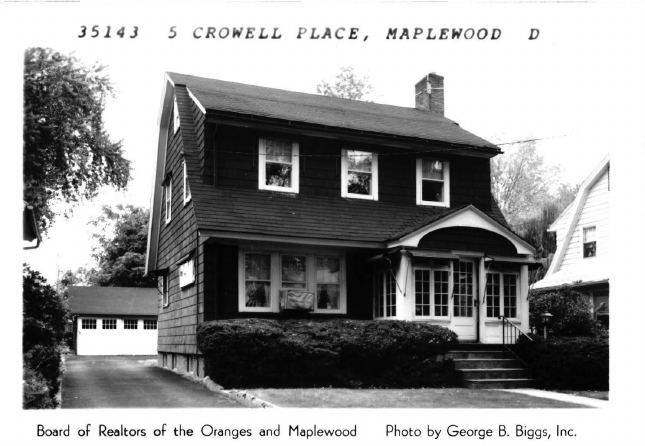 35143 5 CROWELL PLACE, MAPLEWOOD D
Board of Realtors of the Oranges and Maplewood Photo by George B. Biggs, Inc.